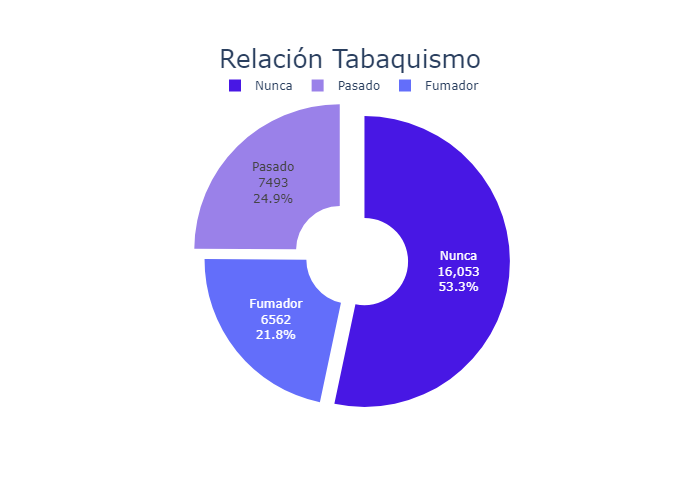 Relación Tabaquismo
Nunca Pasado Fumador
Pasado
7493
24.9%
Nunca
16,053
53.3%
Fumador
6562
21.8%